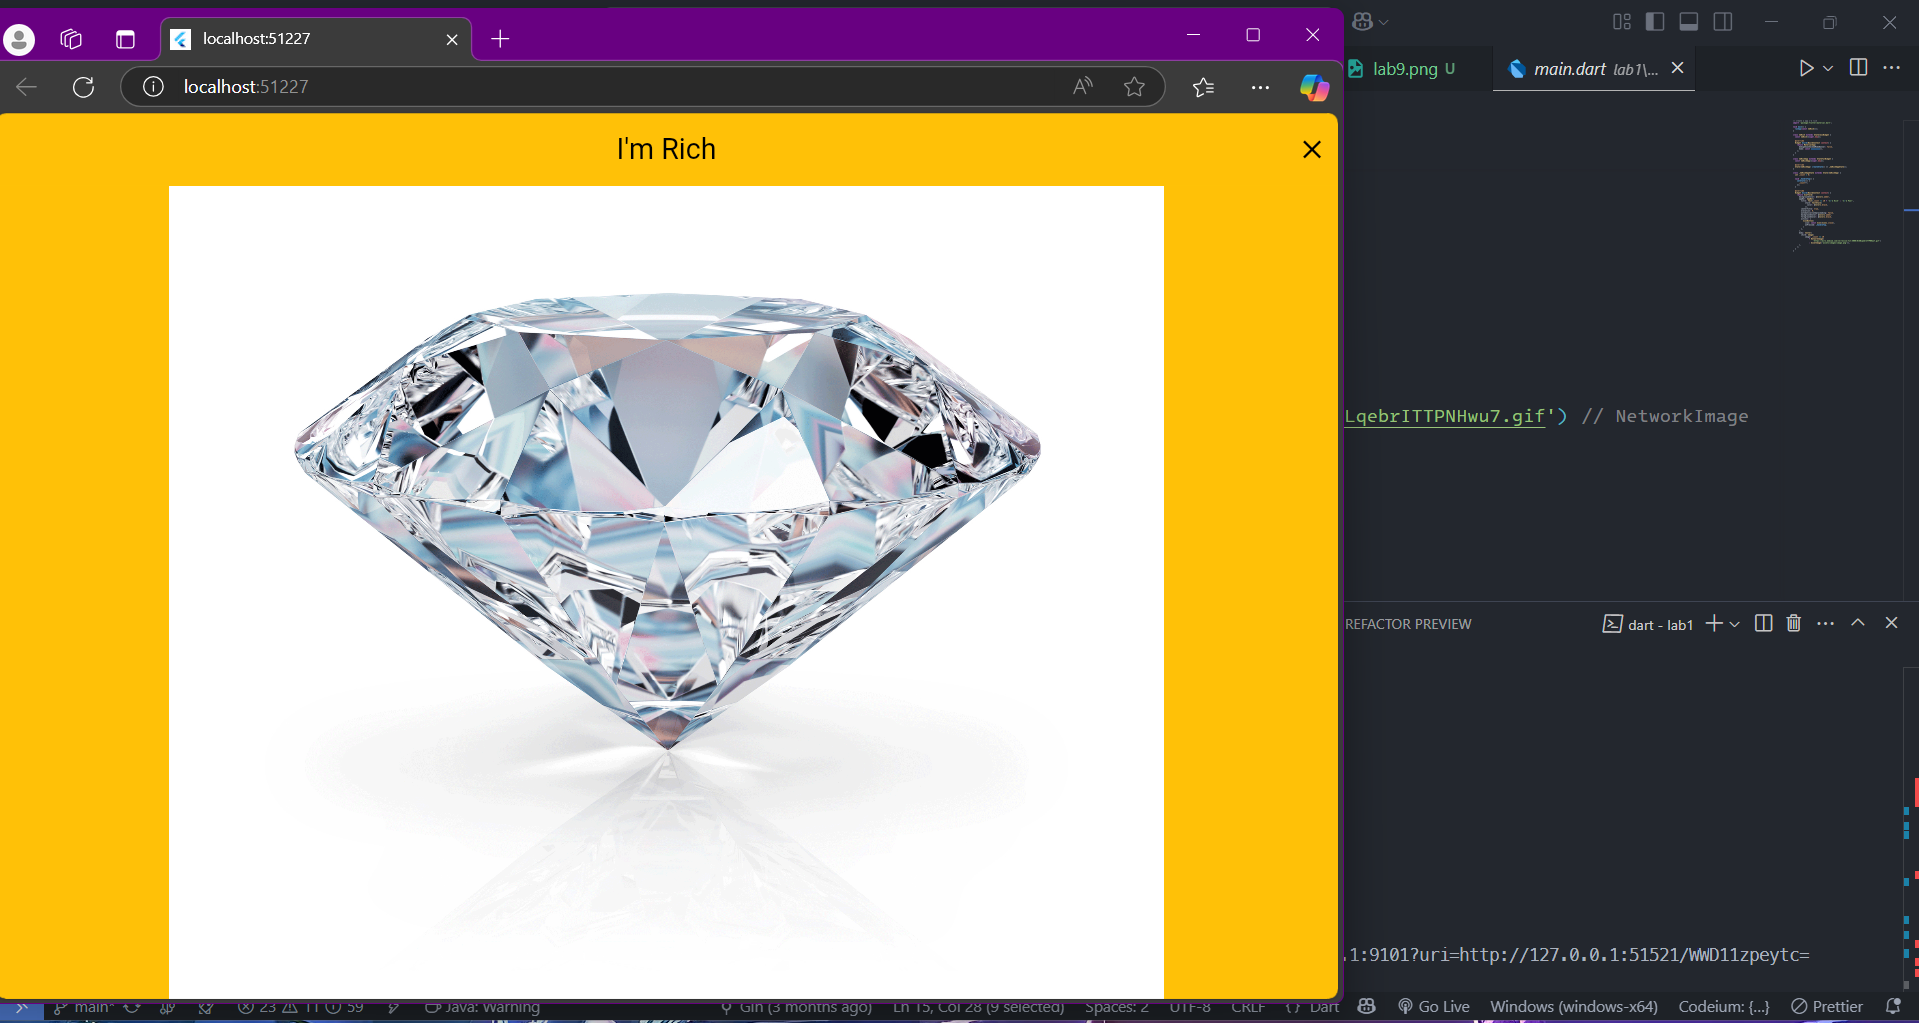 localhost:51227
localhost:51227
I'm Rich
lab9.png U
main.dart lab1\...
LqebrITTPNHwu7.gif') // NetworkImage
REFACTOR PREVIEW
dart - lab1
.1:9101?uri=http://127.0.0.1:51521/WWD11zpeytc=
main* 23 11 59 Java: Warning Gin (3 months ago) Ln 15, Col 28 (9 selected) Spaces: 2 UTF-8 CRLF {} Dart Go Live Windows (windows-x64) Codeium: {...} Prettier